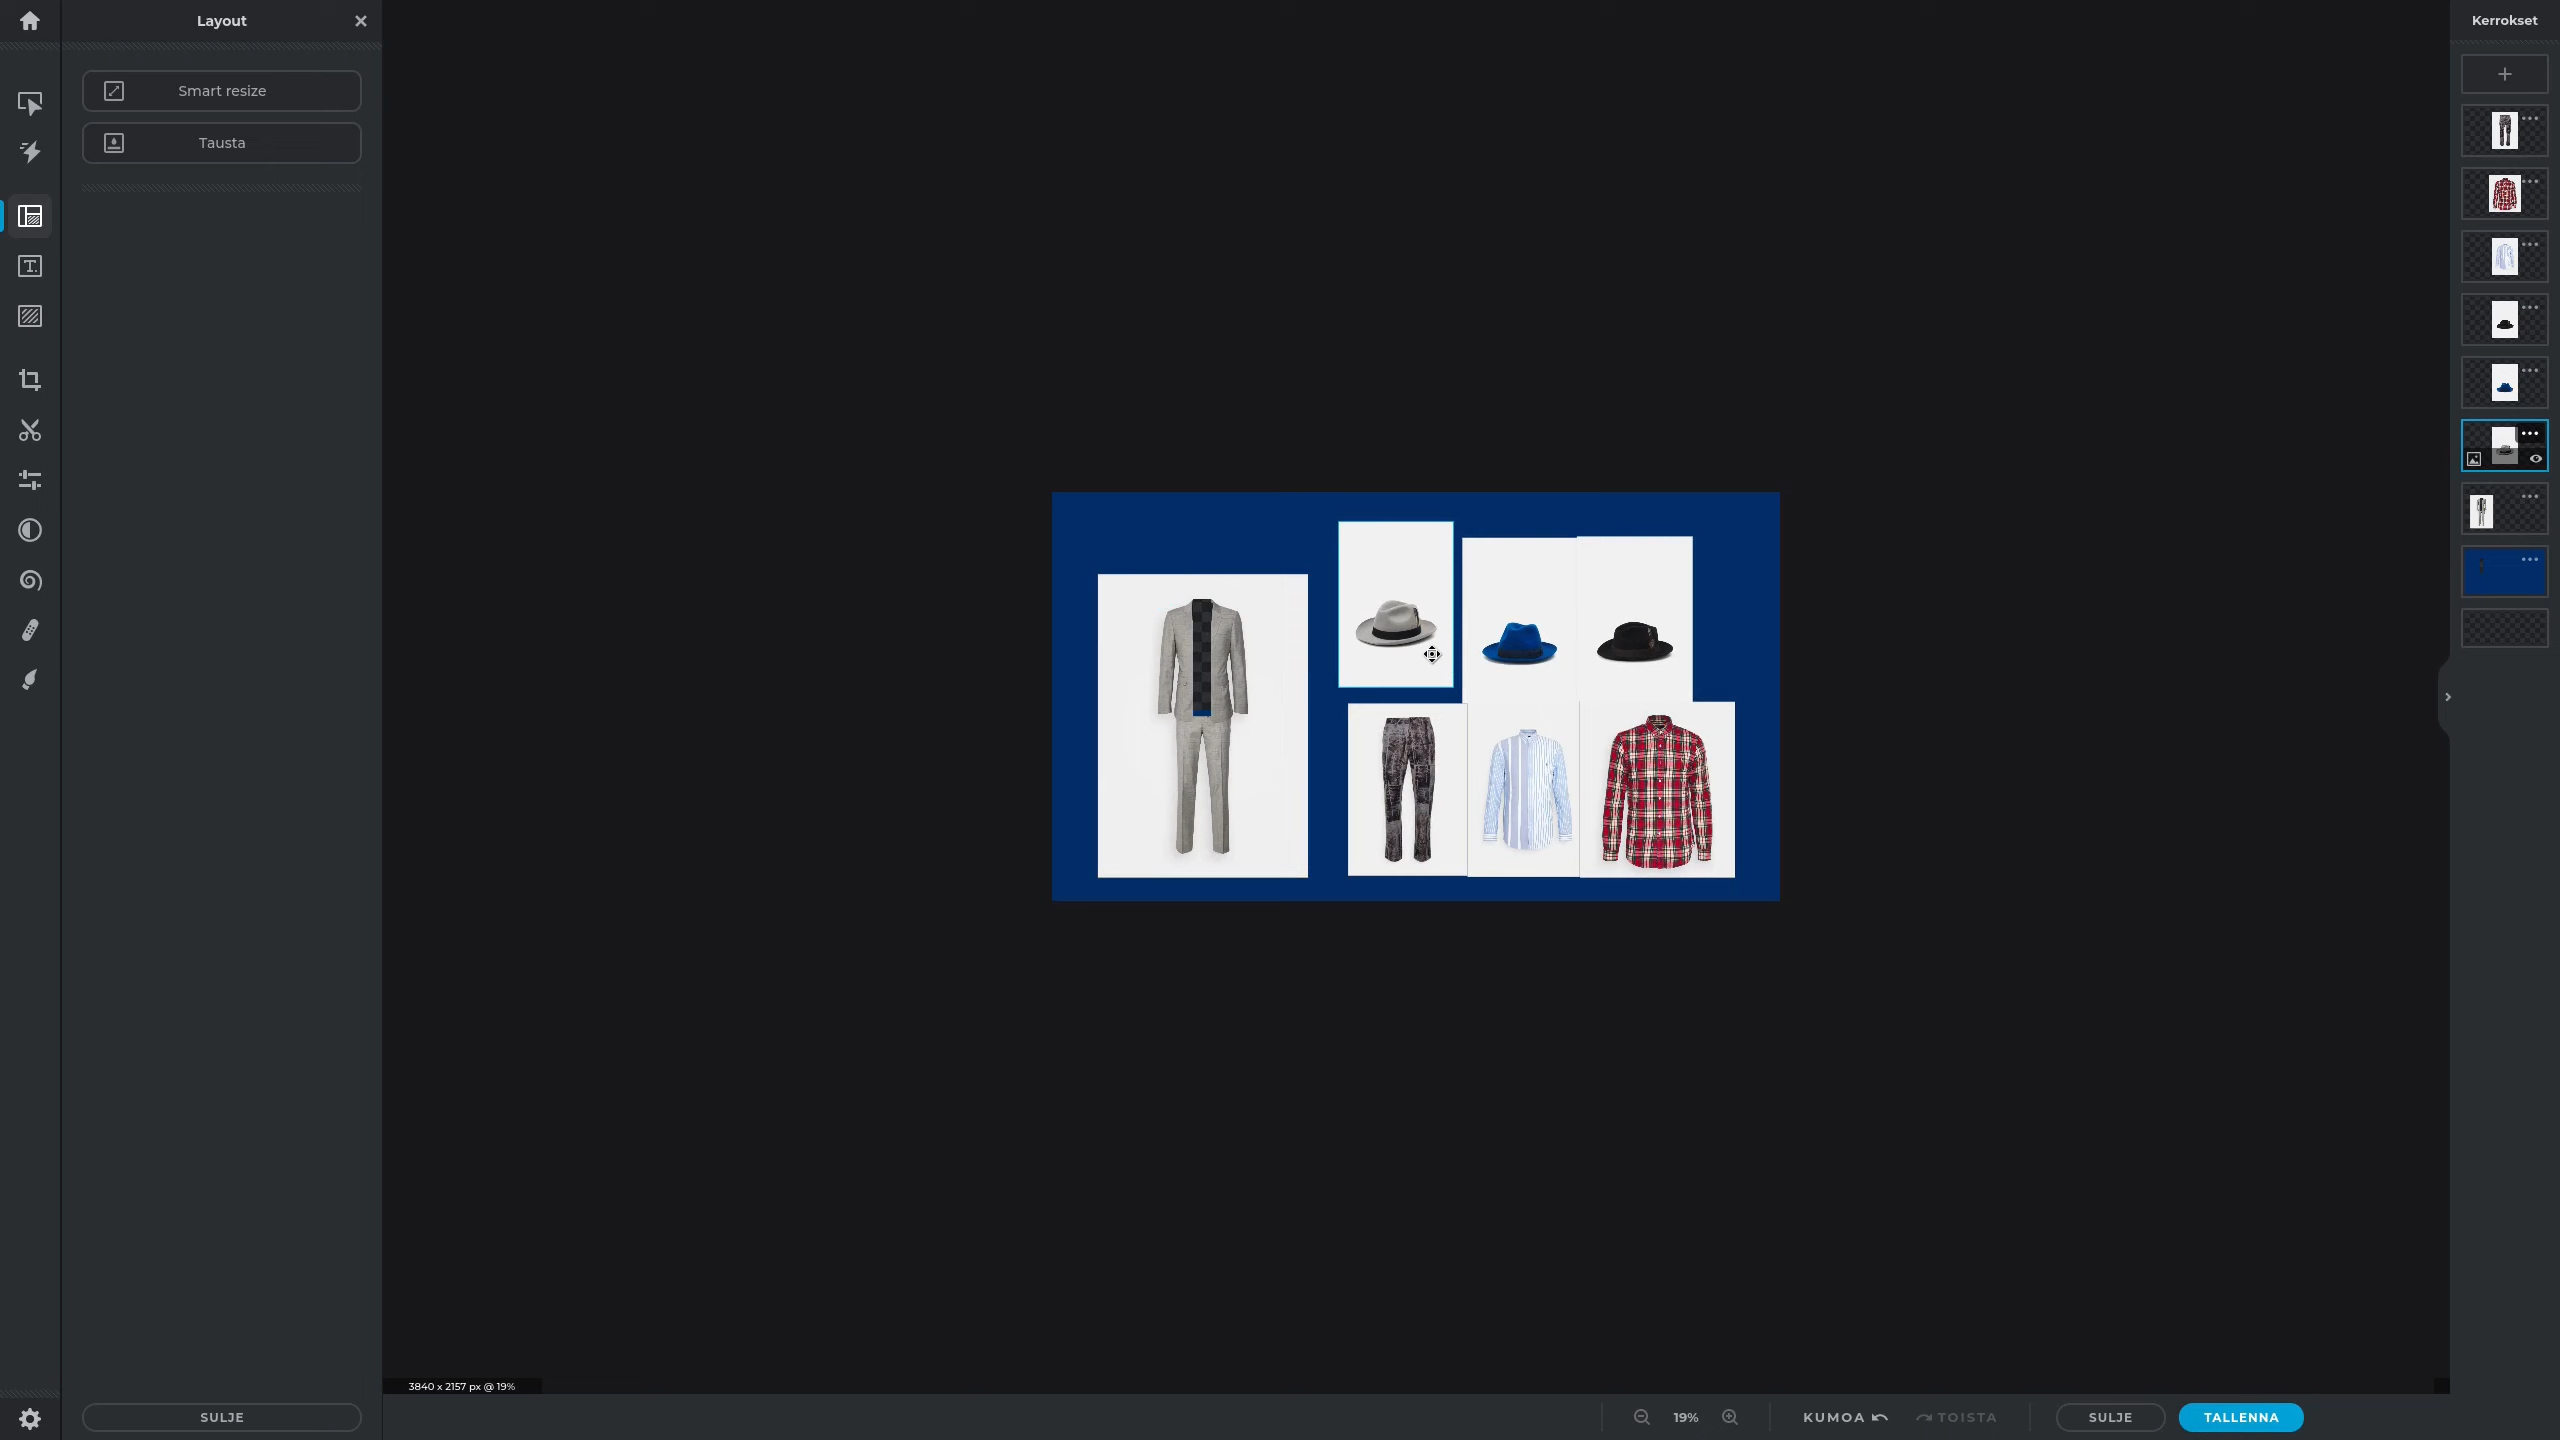 Layout
Kerrokset
Smart resize
Tausta
3840 x 2157 px @ 19%
SULJE
19%
KUMOA
TOISTA
SULJE
TALLENNA